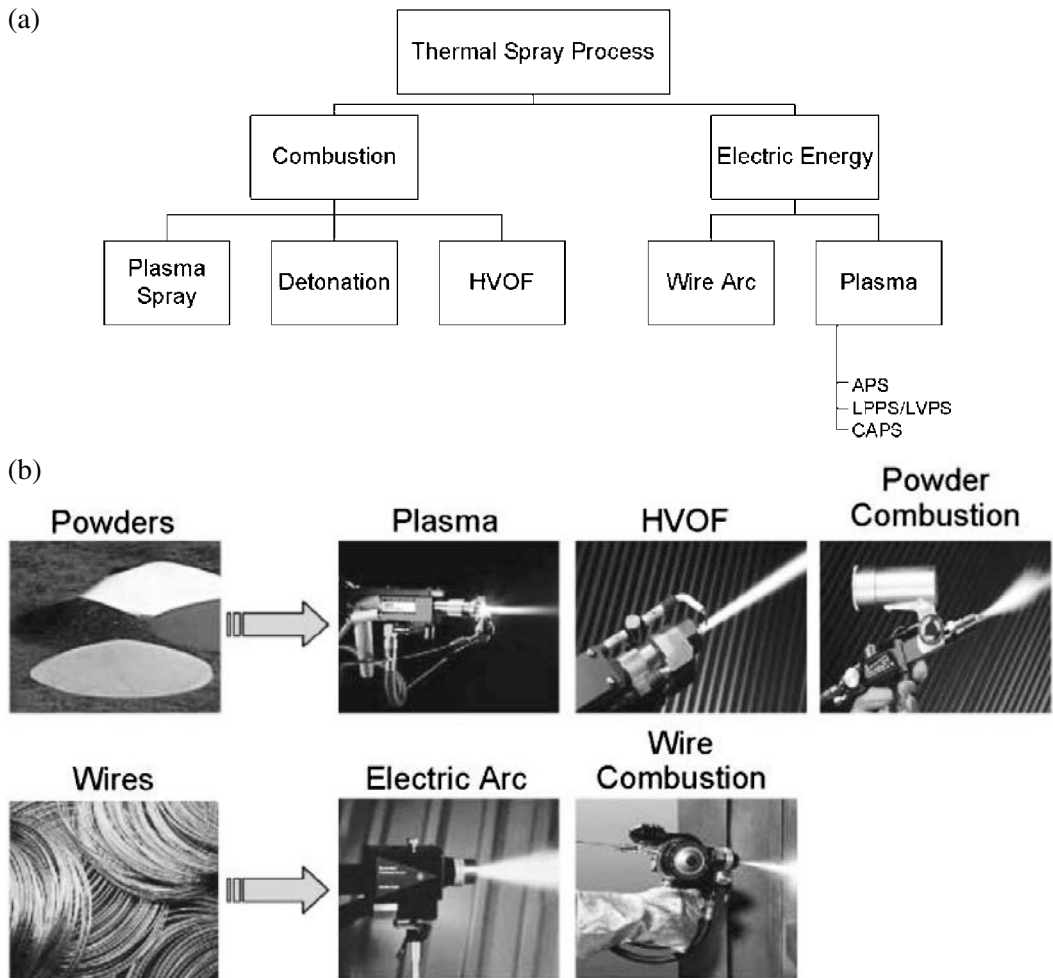 (a)
Thermal Spray Process
Combustion
Electric Energy
Plasma
Spray
Detonation
HVOF
Wire Arc
Plasma
APS
LPPS/LVPS
CAPS
(b)
Powders
Plasma
HVOF
Powder
Combustion
Wires
Electric Arc
Wire
Combustion